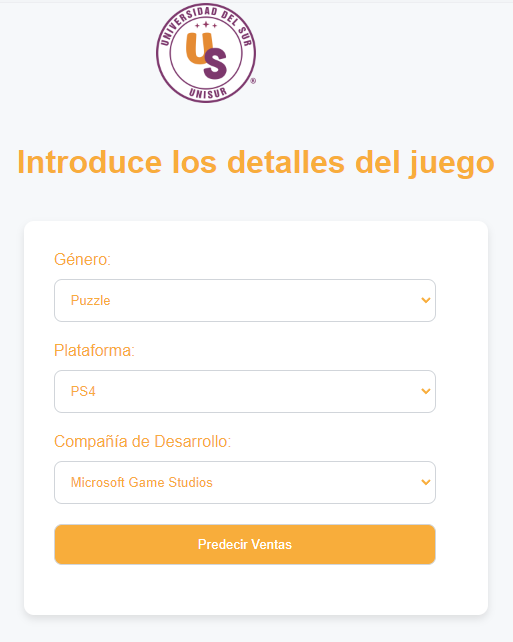 UNIVERSIDAD DEL SUR
US
UNISUR
®
Introduce los detalles del juego
Género:
Puzzle
Plataforma:
PS4
Compañía de Desarrollo:
Microsoft Game Studios
Predecir Ventas